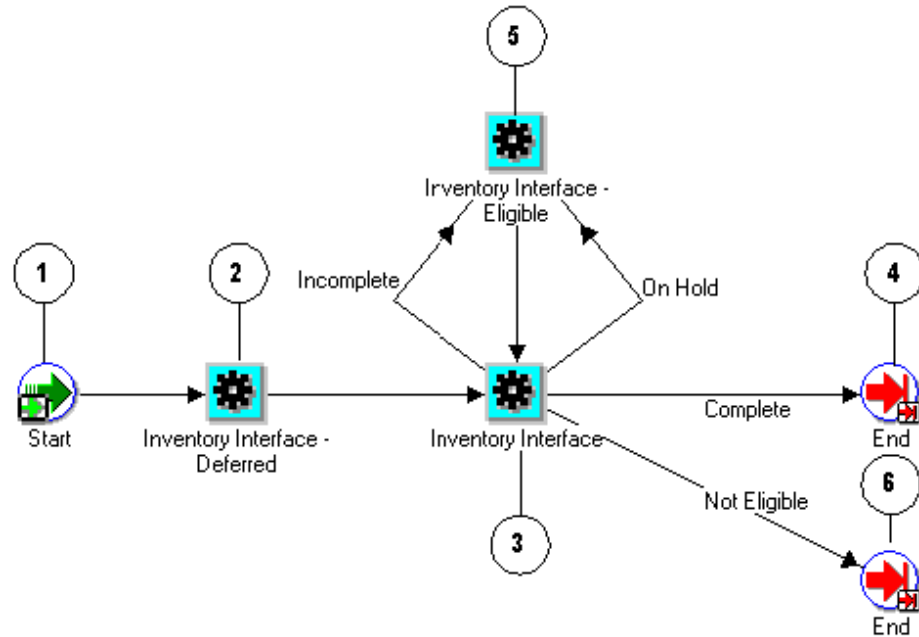 5
Irventory Interface -
Eligible
1
2
Incomplete
On Hold
4
Start
Inventory Interface -
Deferred
Inventory Interface
Complete
End
3
Not Eligible
6
End